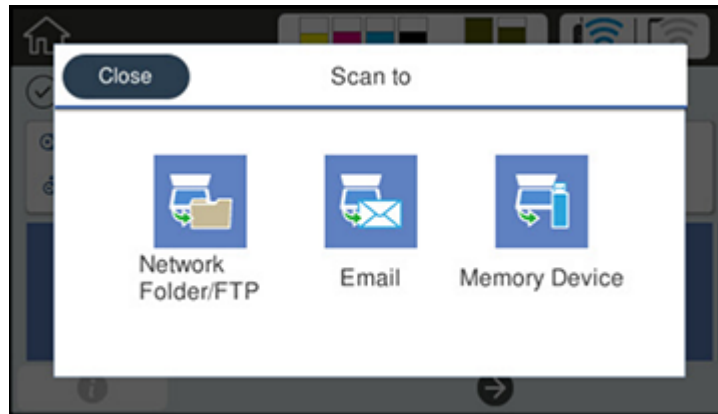 Close
Scan to
Network
Folder/FTP
Email
Memory Device